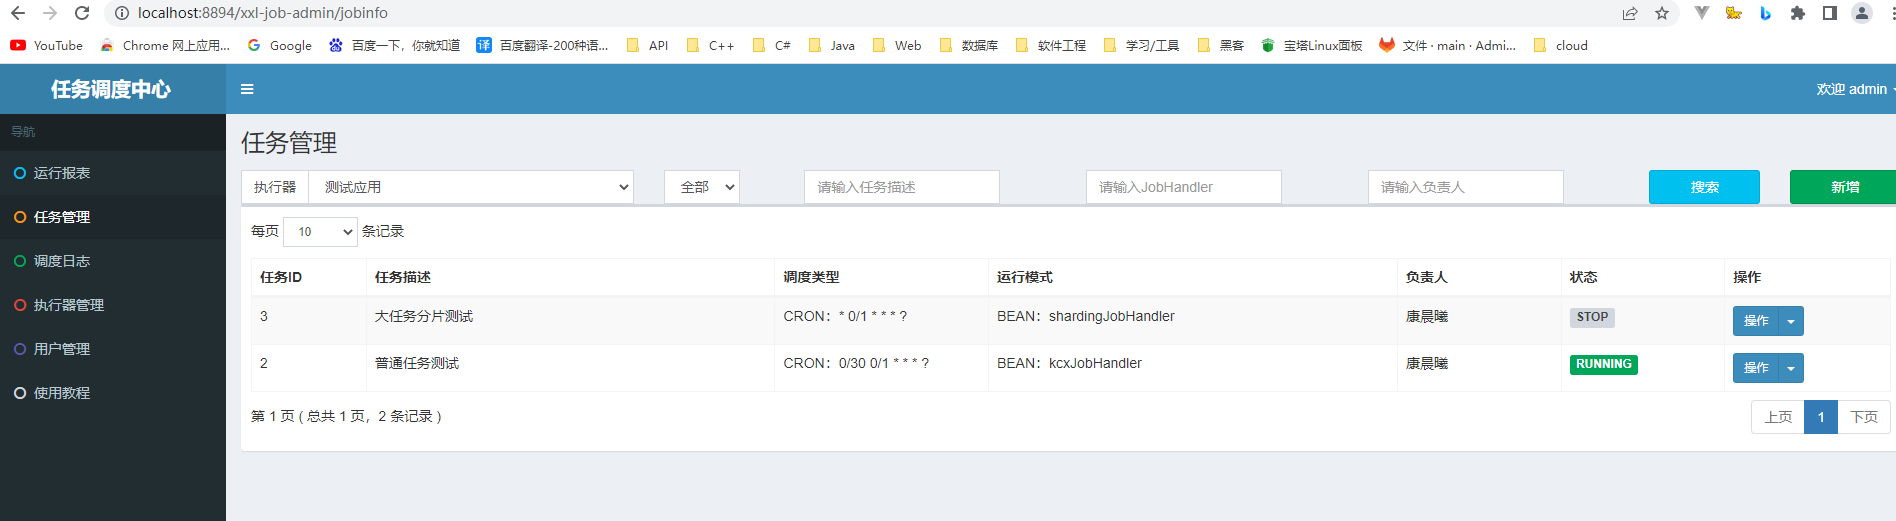 localhost:8894/xxl-job-admin/jobinfo
YouTube Chrome 网上应用... Google 百度一下，你就知道 译 百度翻译-200种语... API C++ C# Java Web 数据库 软件工程 学习/工具 黑客 宝塔Linux面板 文件 · main · Admi... cloud
任务调度中心 欢迎 admin
导航
运行报表
任务管理
调度日志
执行器管理
用户管理
使用教程
任务管理
执行器 测试应用 全部 请输入任务描述 请输入JobHandler 请输入负责人 搜索 新增
每页 10 条记录
任务ID 任务描述 调度类型 运行模式 负责人 状态 操作
3 大任务分片测试 CRON：* 0/1 * * * ? BEAN：shardingJobHandler 康晨曦 STOP 操作
2 普通任务测试 CRON：0/30 0/1 * * * ? BEAN：kcxJobHandler 康晨曦 RUNNING 操作
第 1 页 ( 总共 1 页，2 条记录 ) 上页 1 下页